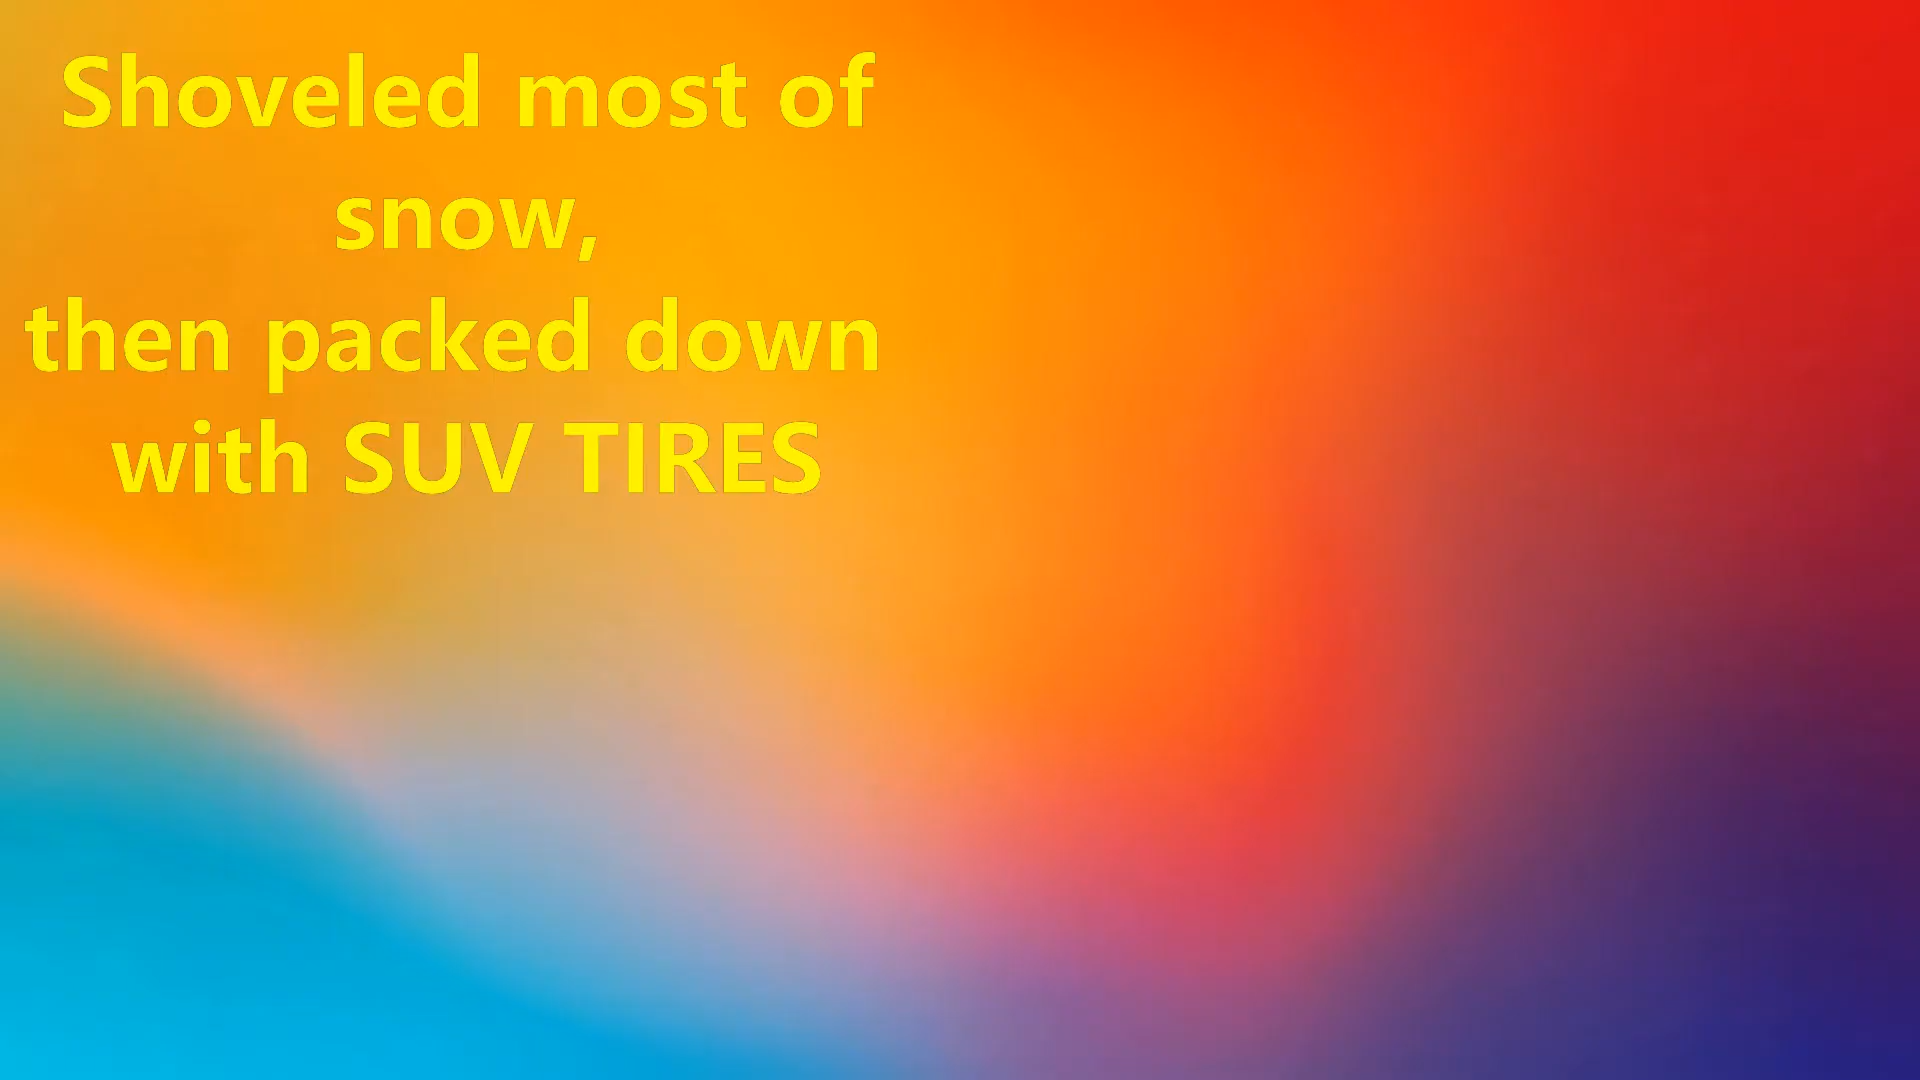 Shoveled most of
snow,
then packed down
with SUV TIRES